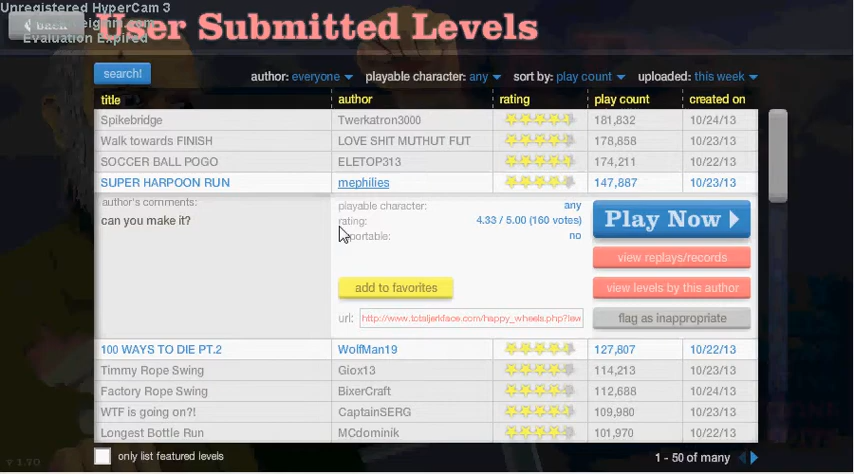 Unregistered HyperCam 3
back
Evaluation Expired
User Submitted Levels
search!
author: everyone playable character: any sort by: play count uploaded: this week
title author rating play count created on
Spikebridge Twerkatron3000 181,832 10/24/13
Walk towards FINISH LOVE SHIT MUTHUT FUT 178,858 10/23/13
SOCCER BALL POGO ELETOP313 174,211 10/22/13
SUPER HARPOON RUN mephilies 147,887 10/23/13
author's comments:
can you make it?
playable character: any
rating: 4.33 / 5.00 (160 votes)
no
add to favorites
url: http://www.totaljerkface.com/happy_wheels.php?leve
Play Now
view replays/records
view levels by this author
flag as inappropriate
100 WAYS TO DIE PT.2 WolfMan19 127,807 10/22/13
Timmy Rope Swing Giox13 114,213 10/23/13
Factory Rope Swing BixerCraft 112,688 10/24/13
WTF is going on?! CaptainSERG 109,980 10/23/13
Longest Bottle Run MCdominik 101,970 10/22/13
only list featured levels
1 - 50 of many
v 1.70